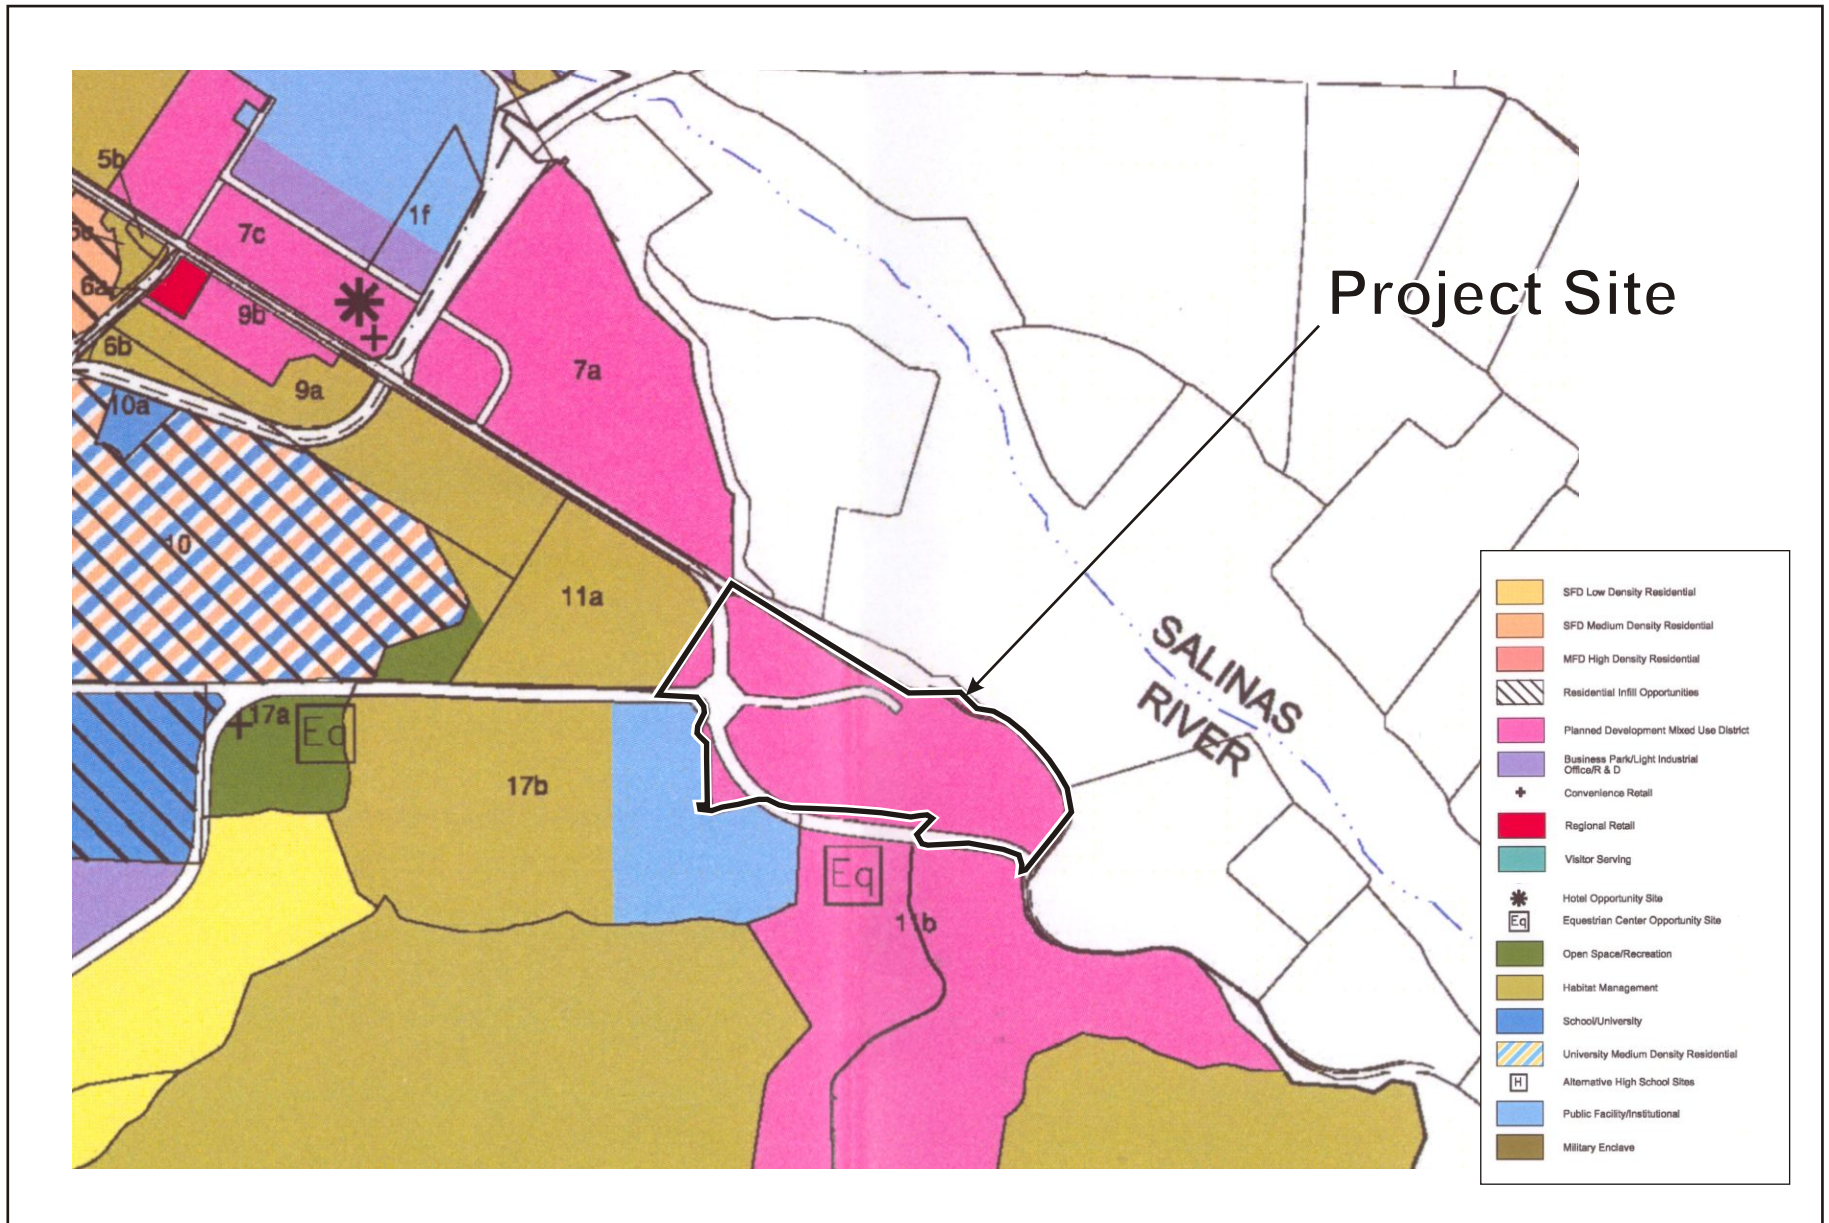 5b
5c
1f
7c
6a
9b
6b
9a
7a
10a
10
11a
Project Site
SALINAS
RIVER
17a
Eq
17b
Eq
11b
SFD Low Density Residential
SFD Medium Density Residential
MFD High Density Residential
Residential Infill Opportunities
Planned Development Mixed Use District
Business Park/Light Industrial
Office/R & D
Convenience Retail
Regional Retail
Visitor Serving
Hotel Opportunity Site
Eq Equestrian Center Opportunity Site
Open Space/Recreation
Habitat Management
School/University
University Medium Density Residential
H Alternative High School Sites
Public Facility/Institutional
Military Enclave